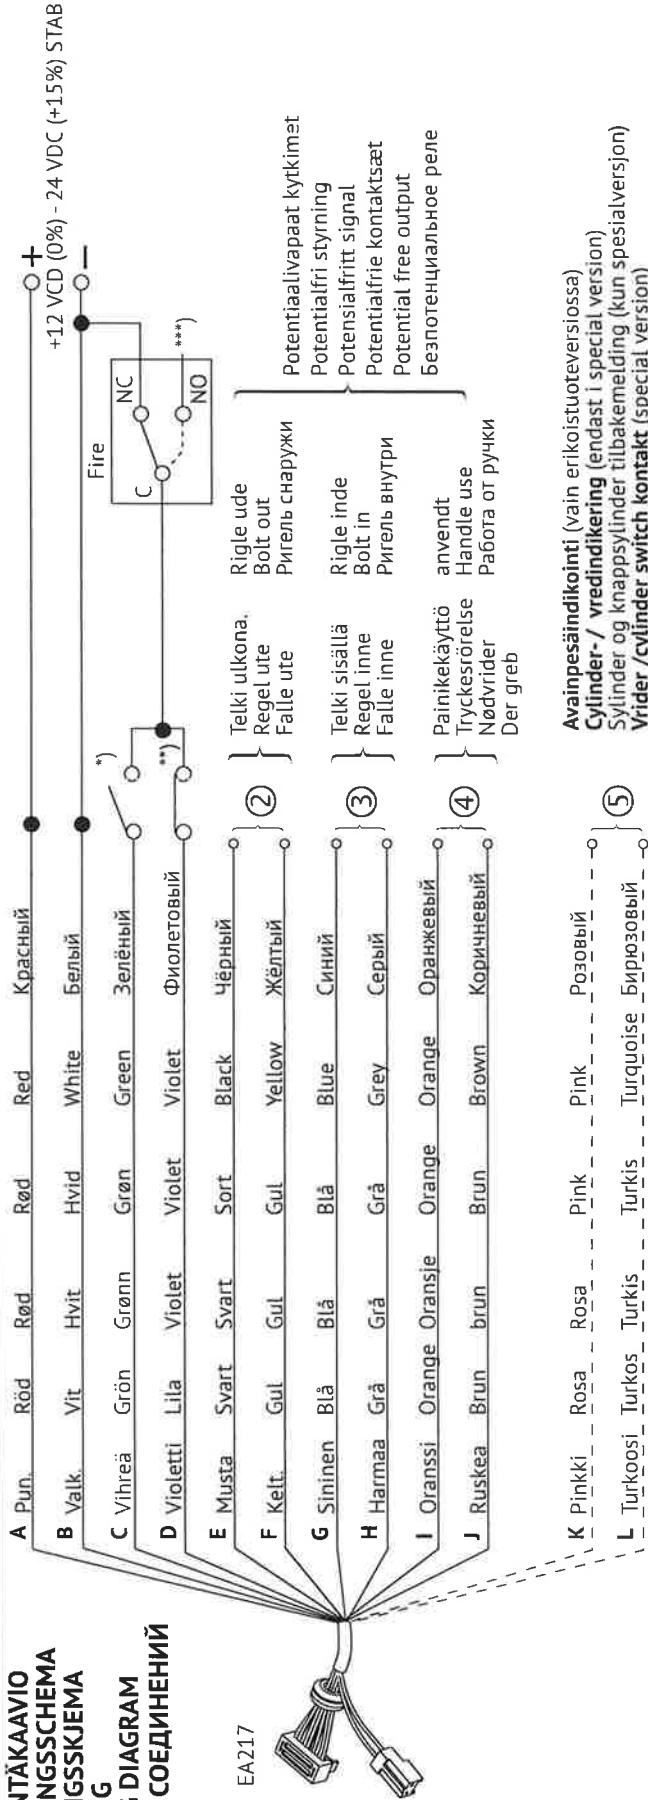 NTÄKAAVIO
NGSSCHEMA
NGSSKJEMA
G
G DIAGRAM
СОЕДИНЕНИЙ
EA217
A Pun. Röd Rød Rød Red Красный
B Valk. Vit Hvit Hvid White Белый
C Vihreä Grön Grønn Grøn Green Зелёный
D Violetti Lila Violet Violet Violet Фиолетовый
E Musta Svart Svart Sort Black Чёрный
F Kelt. Gul Gul Gul Yellow Жёлтый
G Sininen Blå Blå Blå Blue Синий
H Harmaa Grå Grå Grå Grey Серый
I Oranssi Orange Oransje Orange Orange Оранжевый
J Ruskea Brun brun Brun Brown Коричневый
K Pinkki Rosa Rosa Pink Pink Розовый
L Turkoosi Turkos Turkis Turkis Turquoise Бирюзовый
+
+12 VCD (0%) - 24 VDC (+15%) STAB
–
*)
**)
Fire
C
NC
NO
***)
2
Telki ulkona. Rigle ude
Regel ute Bolt out
Falle ute Ригель снаружи
3
Telki sisällä Rigle inde
Regel inne Bolt in
Falle inne Ригель внутри
4
Painikekäyttö anvendt
Tryckesrörelse Handle use
Nødvrider Работа от ручки
Der greb
Potentiaalivapaat kytkimet
Potentialfri styrning
Potensialfritt signal
Potentialfrie kontaktsæt
Potential free output
Безпотенциальное реле
5
Avainpesäindikointi (vain erikoistuoteversiossa)
Cylinder-/ vredindikering (endast i special version)
Sylinder og knappsylinder tilbakemelding (kun spesialversjon)
Vrider /cylinder switch kontakt (special version)